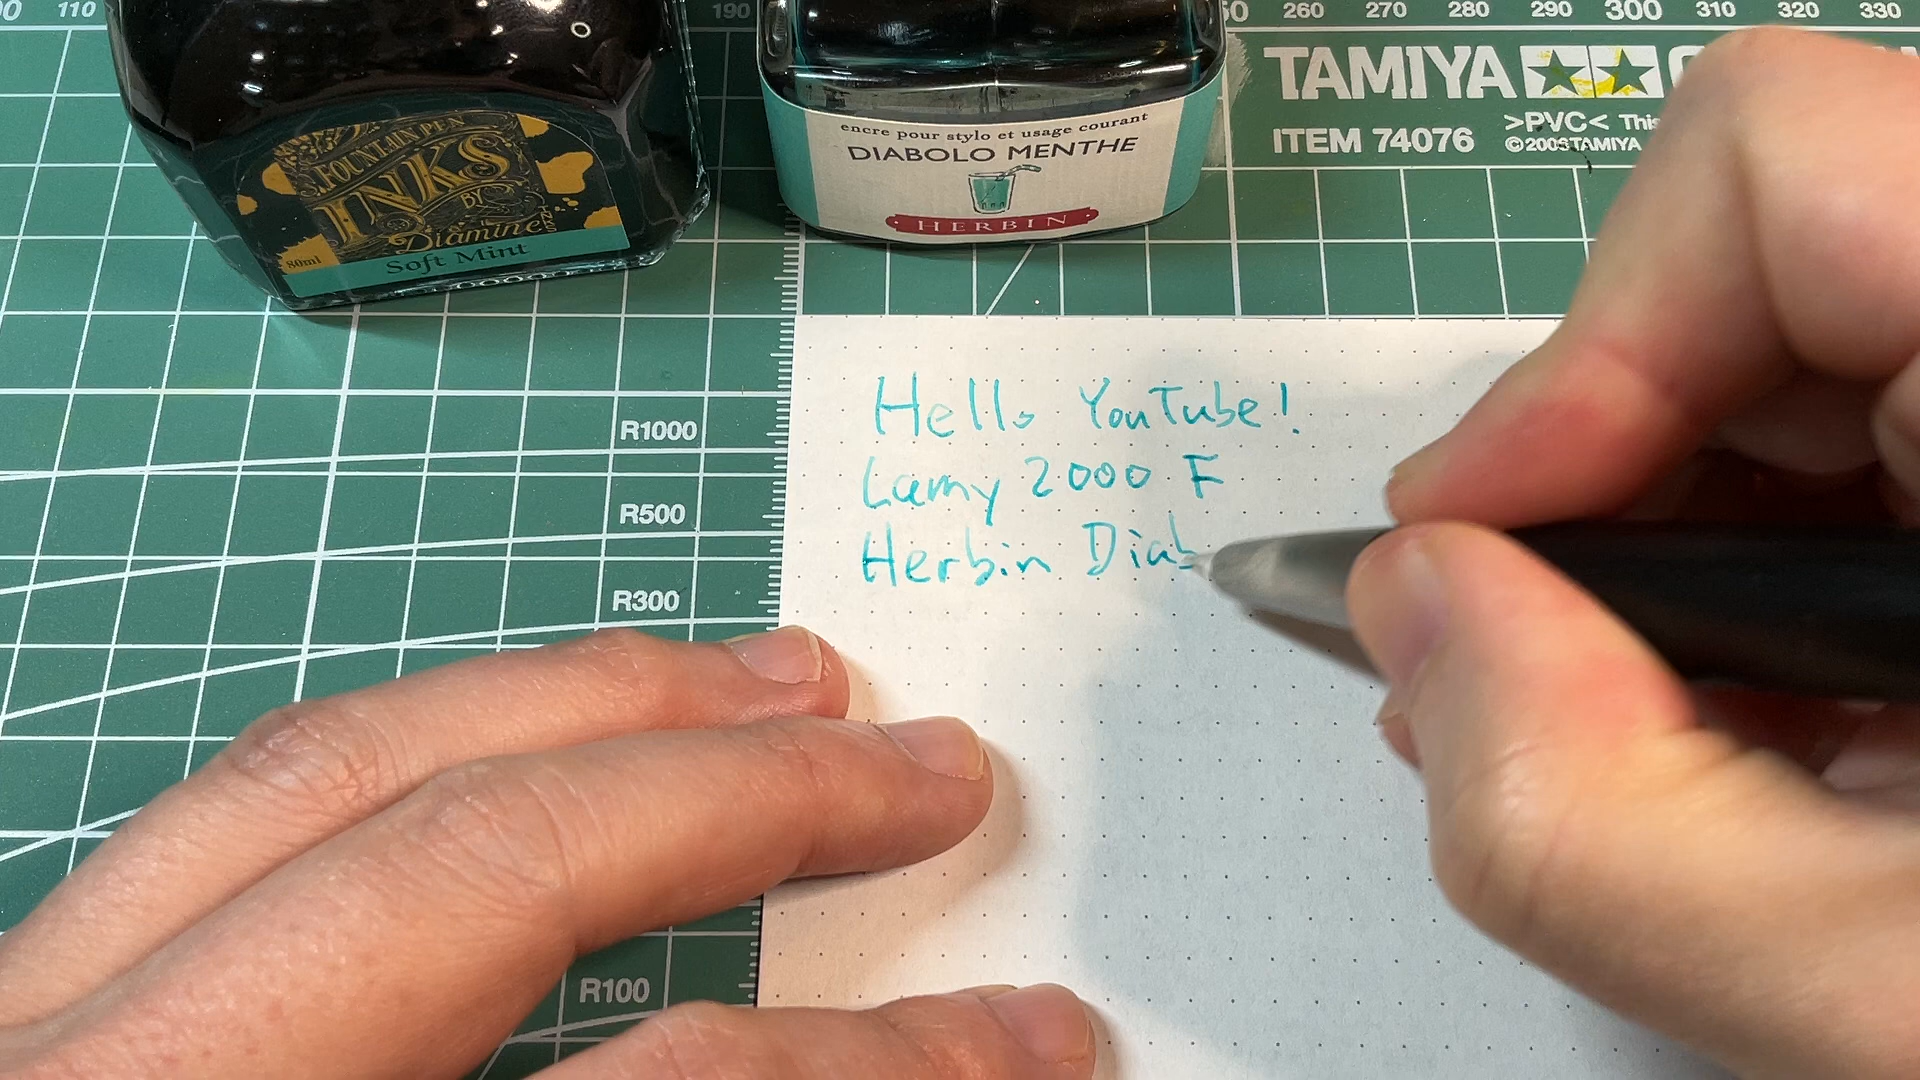 110
190
260 270 280 290 300 310 320 330
TAMIYA
ITEM 74076
>PVC< This
FOUNTAIN PEN
INKS
BY
Diamine
80ml
Soft Mint
encre pour stylo et usage courant
DIABOLO MENTHE
HERBIN
R1000
R500
R300
R100
Hello YouTube!
Lamy 2000 F
Herbin Diab